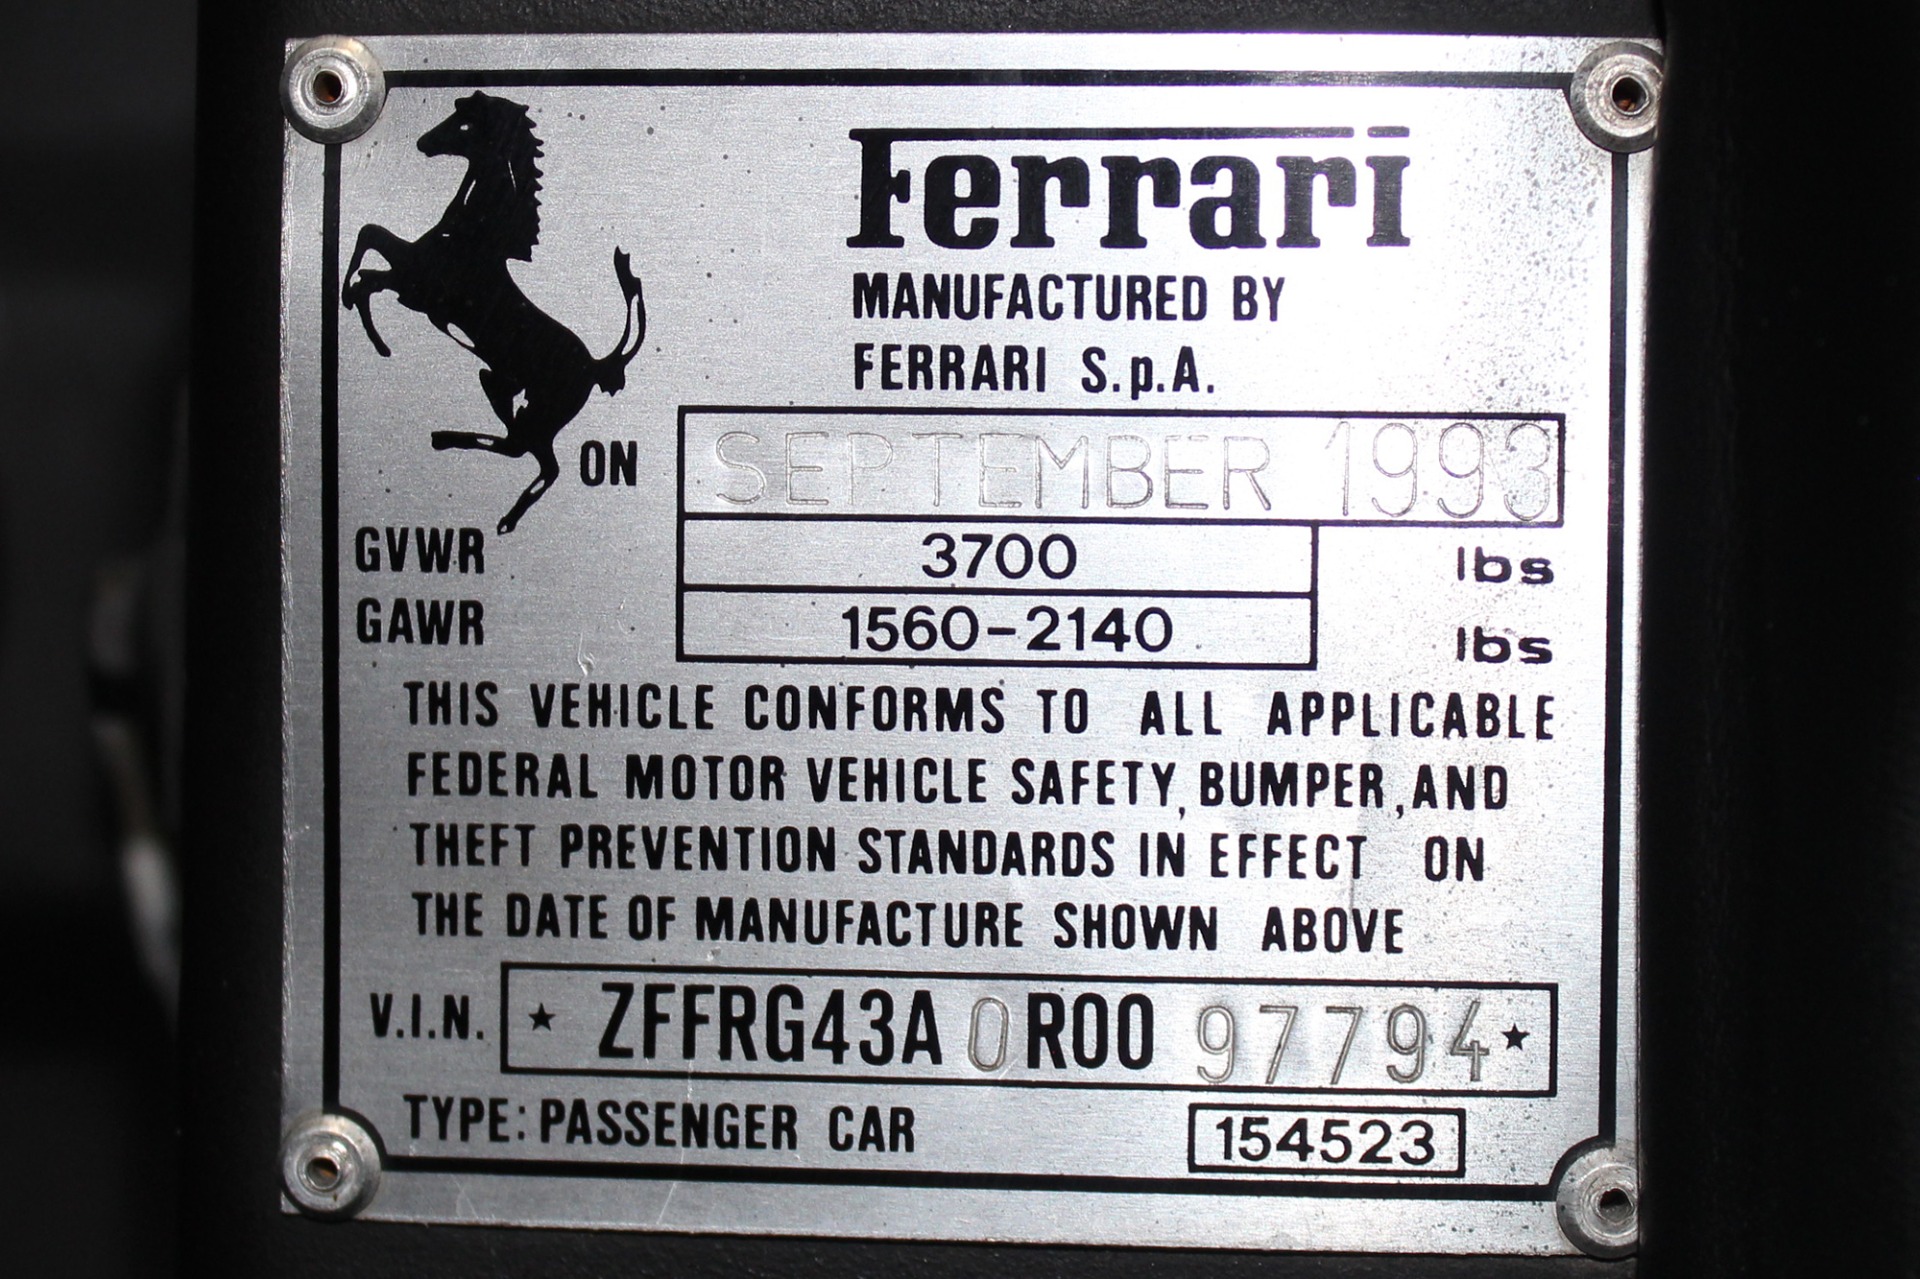 Ferrari
MANUFACTURED BY
FERRARI S.p.A.
ON SEPTEMBER 1993
GVWR 3700 lbs
GAWR 1560-2140 lbs
THIS VEHICLE CONFORMS TO ALL APPLICABLE
FEDERAL MOTOR VEHICLE SAFETY, BUMPER, AND
THEFT PREVENTION STANDARDS IN EFFECT ON
THE DATE OF MANUFACTURE SHOWN ABOVE
V.I.N. ★ ZFFRG43A0R0097794 ★
TYPE: PASSENGER CAR 154523